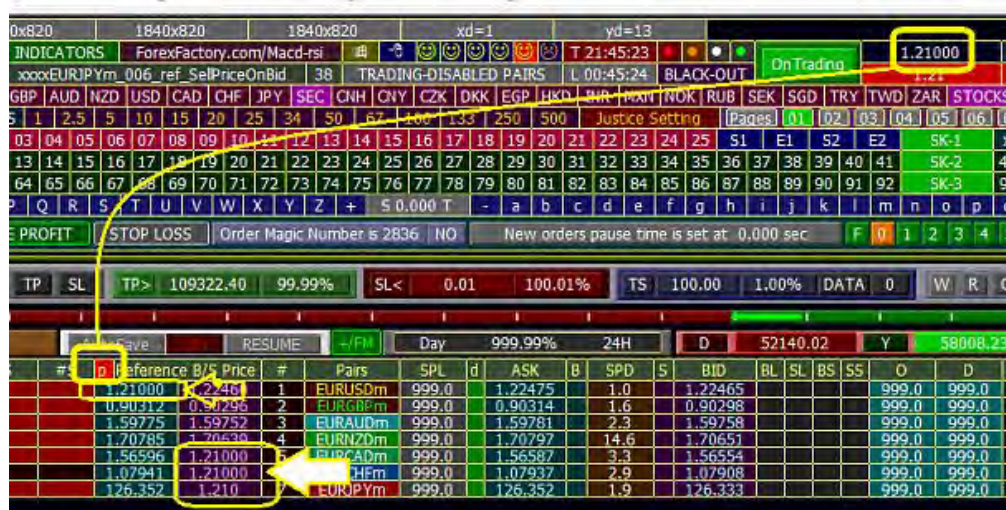 0x820 1840x820 1840x820 xd=1 yd=13
INDICATORS ForexFactory.com/Macd-rsi T 21:45:23 On Trading 1.21000
xxxxEURJPYm_006_ref_SellPriceOnBid 38 TRADING-DISABLED PAIRS L 00:45:24 BLACK-OUT 1.21
GBP AUD NZD USD CAD CHF JPY SEC CNH CNY CZK DKK EGP HKD INR MXN NOK RUB SEK SGD TRY TWD ZAR STOCKS
S 1 2.5 5 10 15 20 25 34 50 67 100 133 250 500 Justice Setting Pages 01 02 03 04 05 06
03 04 05 06 07 08 09 10 11 12 13 14 15 16 17 18 19 20 21 22 23 24 25 S1 E1 S2 E2 SK-1
13 14 15 16 17 18 19 20 21 22 23 24 25 26 27 28 29 30 31 32 33 34 35 36 37 38 39 40 41 SK-2
64 65 66 67 68 69 70 71 72 73 74 75 76 77 78 79 80 81 82 83 84 85 86 87 88 89 90 91 92 SK-3
P Q R S T U V W X Y Z + S 0.000 T - a b c d e f g h i j k l m n o p
E PROFIT STOP LOSS Order Magic Number is 2836 NO New orders pause time is set at 0.000 sec F 0 1 2 3 4
TP SL TP> 109322.40 99.99% SL< 0.01 100.01% TS 100.00 1.00% DATA 0 W R
Save RESUME -/FM Day 999.99% 24H D 52140.02 Y 58008.23
#S p Reference B/S Price # Pairs SPL d ASK B SPD S BID BL SL BS SS O D
1.21000 1.2246 1 EURUSDm 999.0 1.22475 1.0 1.22465 999.0 999.0
0.90312 0.90296 2 EURGBPm 999.0 0.90314 1.6 0.90298 999.0 999.0
1.59775 1.59752 3 EURAUDm 999.0 1.59781 2.3 1.59758 999.0 999.0
1.70785 1.70639 4 EURNZDm 999.0 1.70797 14.6 1.70651 999.0 999.0
1.56596 1.21000 EURCADm 999.0 1.56587 3.3 1.56554 999.0 999.0
1.07941 1.21000 CHFm 999.0 1.07937 2.9 1.07908 999.0 999.0
126.352 1.210 7 EURJPYm 999.0 126.352 1.9 126.333 999.0 999.0